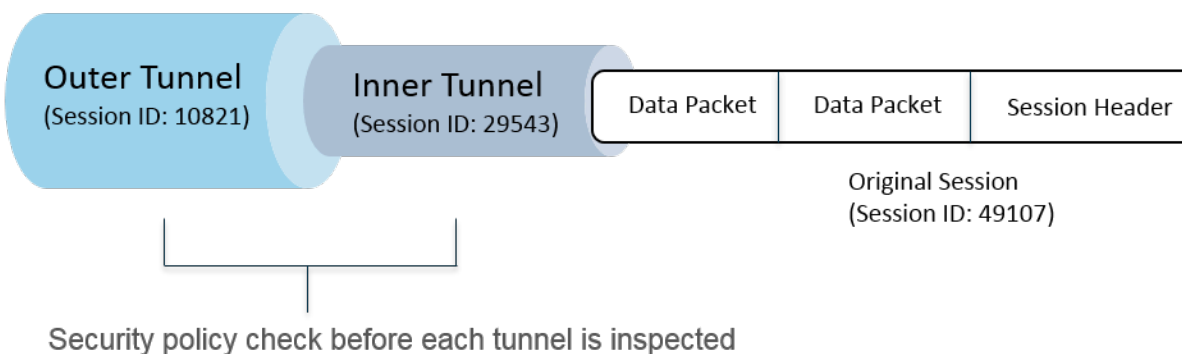 Outer Tunnel
(Session ID: 10821)
Inner Tunnel
(Session ID: 29543)
Data Packet
Data Packet
Session Header
Original Session
(Session ID: 49107)
Security policy check before each tunnel is inspected